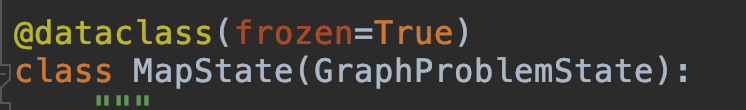 @dataclass(frozen=True)
class MapState(GraphProblemState):
    """